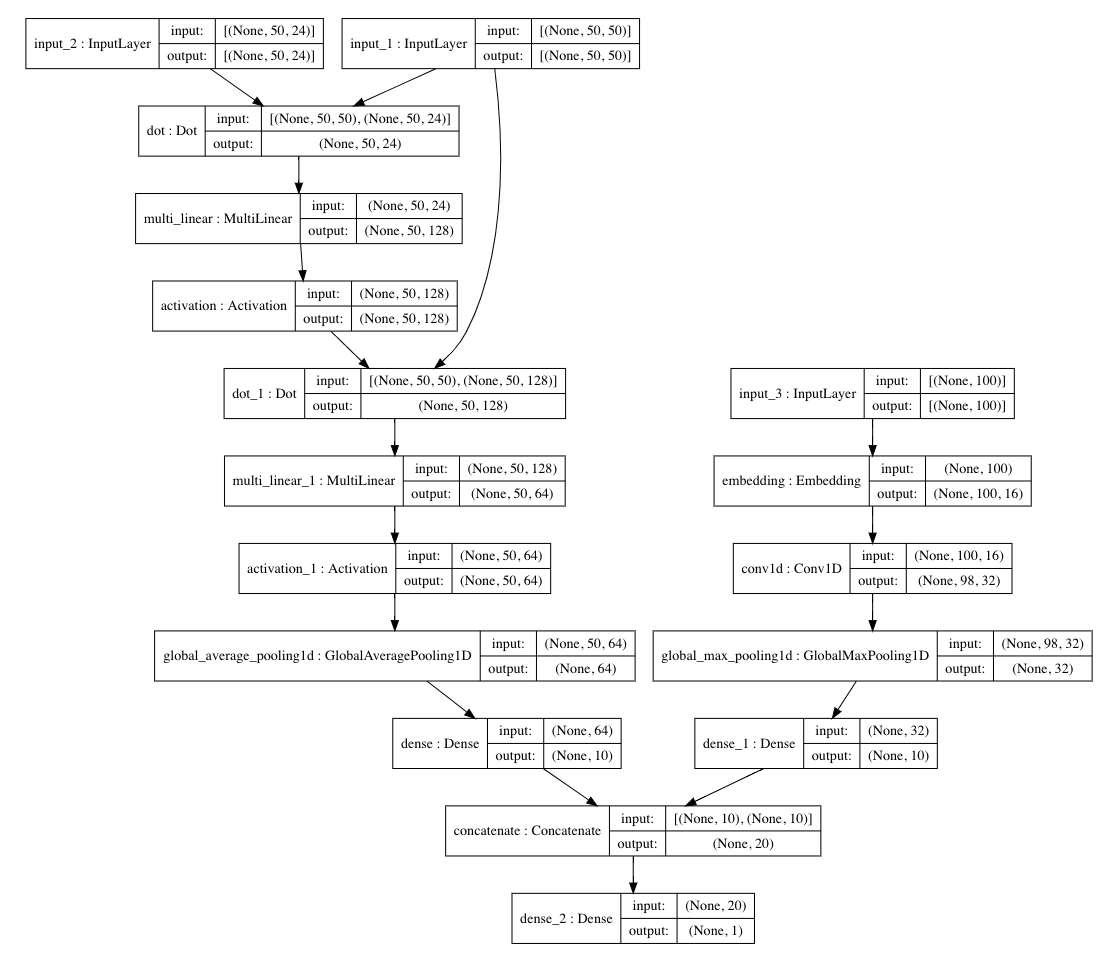 input_2 : InputLayer
input: [(None, 50, 24)]
output: [(None, 50, 24)]
input_1 : InputLayer
input: [(None, 50, 50)]
output: [(None, 50, 50)]
dot : Dot
input: [(None, 50, 50), (None, 50, 24)]
output: (None, 50, 24)
multi_linear : MultiLinear
input: (None, 50, 24)
output: (None, 50, 128)
activation : Activation
input: (None, 50, 128)
output: (None, 50, 128)
dot_1 : Dot
input: [(None, 50, 50), (None, 50, 128)]
output: (None, 50, 128)
input_3 : InputLayer
input: [(None, 100)]
output: [(None, 100)]
multi_linear_1 : MultiLinear
input: (None, 50, 128)
output: (None, 50, 64)
embedding : Embedding
input: (None, 100)
output: (None, 100, 16)
activation_1 : Activation
input: (None, 50, 64)
output: (None, 50, 64)
conv1d : Conv1D
input: (None, 100, 16)
output: (None, 98, 32)
global_average_pooling1d : GlobalAveragePooling1D
input: (None, 50, 64)
output: (None, 64)
global_max_pooling1d : GlobalMaxPooling1D
input: (None, 98, 32)
output: (None, 32)
dense : Dense
input: (None, 64)
output: (None, 10)
dense_1 : Dense
input: (None, 32)
output: (None, 10)
concatenate : Concatenate
input: [(None, 10), (None, 10)]
output: (None, 20)
dense_2 : Dense
input: (None, 20)
output: (None, 1)